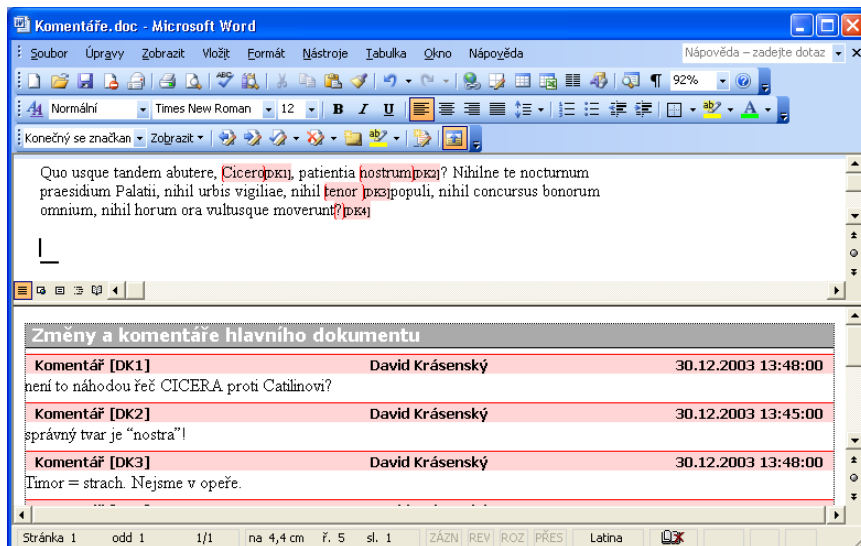 Komentáře.doc - Microsoft Word
Soubor Úpravy Zobrazit Vložit Formát Nástroje Tabulka Okno Nápověda Nápověda – zadejte dotaz
92%
Normální Times New Roman 12 B I U
Konečný se značkan Zobrazit
Quo usque tandem abutere, Cicero[DK1], patientia nostrum[DK2]? Nihilne te nocturnum
praesidium Palatii, nihil urbis vigiliae, nihil tenor [DK3]populi, nihil concursus bonorum
omnium, nihil horum ora vultusque moverunt?[DK4]
Změny a komentáře hlavního dokumentu
Komentář [DK1] David Krásenský 30.12.2003 13:48:00
není to náhodou řeč CICERA proti Catilinovi?
Komentář [DK2] David Krásenský 30.12.2003 13:45:00
správný tvar je “nostra”!
Komentář [DK3] David Krásenský 30.12.2003 13:48:00
Timor = strach. Nejsme v opeře.
Stránka 1 odd 1 1/1 na 4,4 cm ř. 5 sl. 1 ZÁZN REV ROZ PŘES Latina